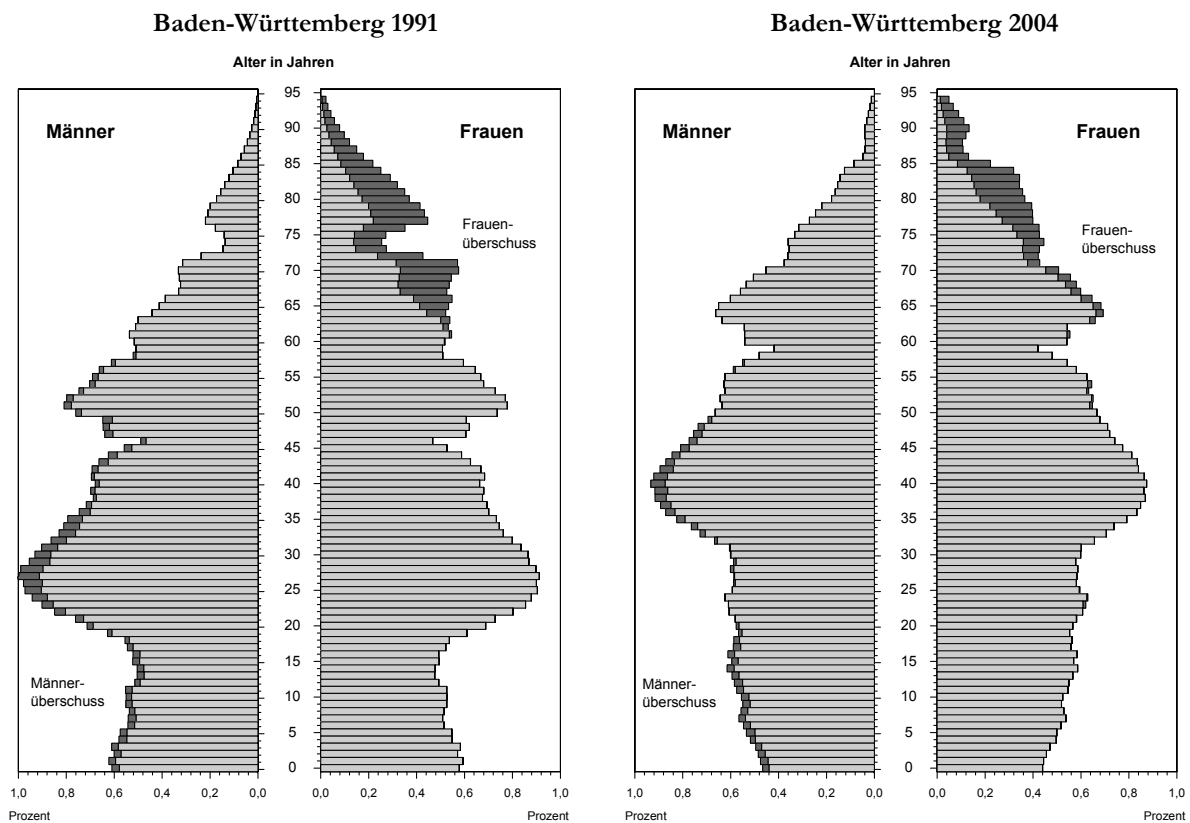 Baden-Württemberg 1991
Alter in Jahren
Männer
Frauen
Frauen-
überschuss
Männer-
überschuss
95
90
85
80
75
70
65
60
55
50
45
40
35
30
25
20
15
10
5
0
1,0 0,8 0,6 0,4 0,2 0,0
0,0 0,2 0,4 0,6 0,8 1,0
Prozent
Prozent
Baden-Württemberg 2004
Alter in Jahren
Männer
Frauen
Frauen-
überschuss
Männer-
überschuss
95
90
85
80
75
70
65
60
55
50
45
40
35
30
25
20
15
10
5
0
1,0 0,8 0,6 0,4 0,2 0,0
0,0 0,2 0,4 0,6 0,8 1,0
Prozent
Prozent